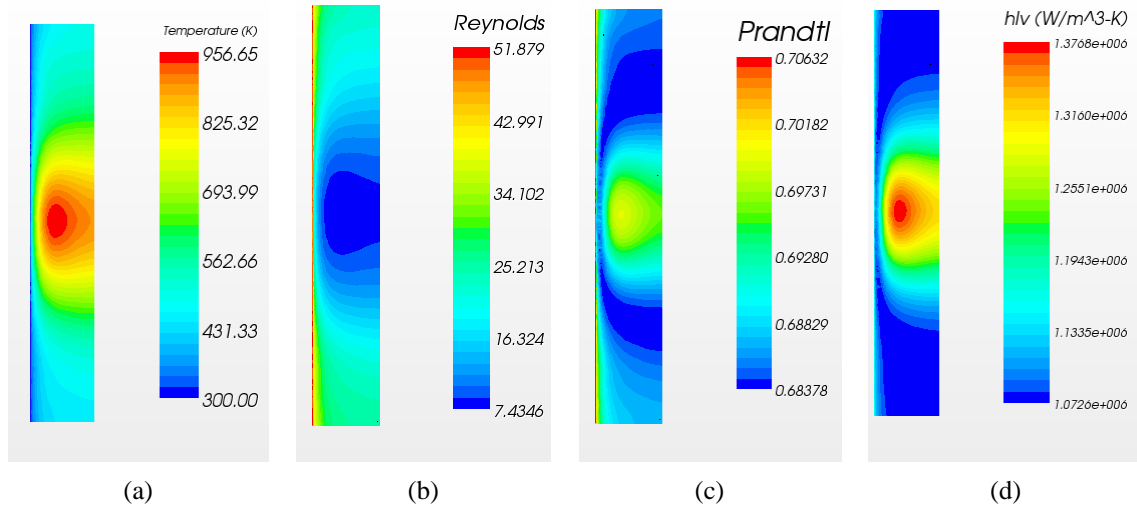 Temperature (K)
956.65
825.32
693.99
562.66
431.33
300.00
(a)
Reynolds
51.879
42.991
34.102
25.213
16.324
7.4346
(b)
Prandtl
0.70632
0.70182
0.69731
0.69280
0.68829
0.68378
(c)
hlv (W/m^3-K)
1.3768e+006
1.3160e+006
1.2551e+006
1.1943e+006
1.1335e+006
1.0726e+006
(d)